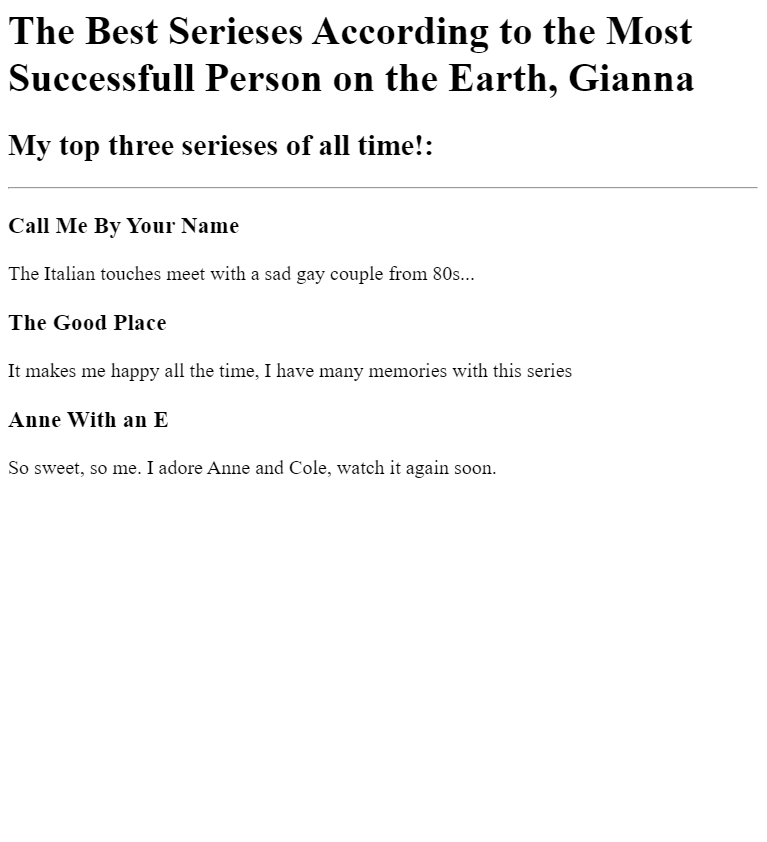 The Best Serieses According to the Most
Successfull Person on the Earth, Gianna
My top three serieses of all time!:
Call Me By Your Name
The Italian touches meet with a sad gay couple from 80s...
The Good Place
It makes me happy all the time, I have many memories with this series
Anne With an E
So sweet, so me. I adore Anne and Cole, watch it again soon.